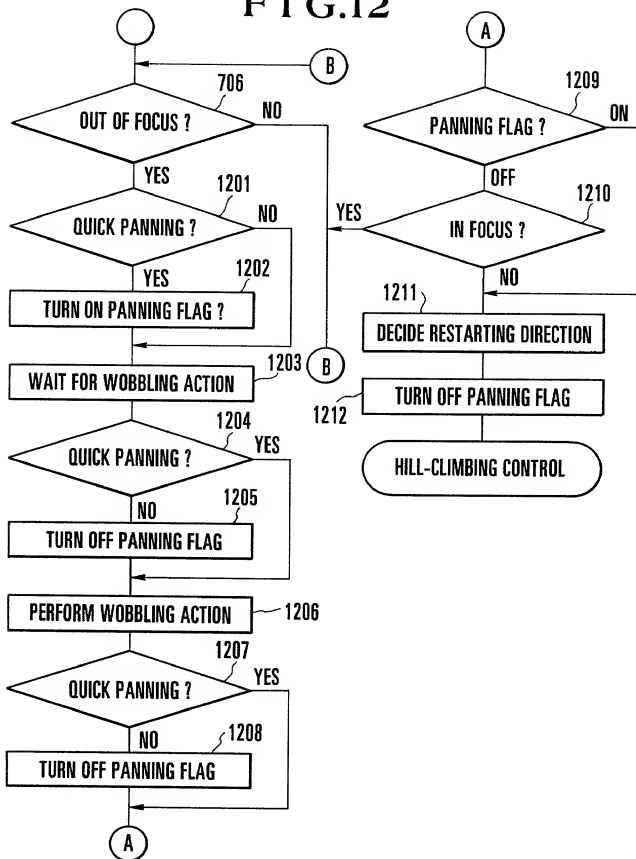 FIG.12
B
706
OUT OF FOCUS ?
NO
YES
1201
QUICK PANNING ?
NO
YES
1202
TURN ON PANNING FLAG ?
WAIT FOR WOBBLING ACTION
1203
B
1204
QUICK PANNING ?
YES
NO
1205
TURN OFF PANNING FLAG
PERFORM WOBBLING ACTION
1206
1207
QUICK PANNING ?
YES
NO
1208
TURN OFF PANNING FLAG
A
A
1209
PANNING FLAG ?
ON
OFF
1210
YES
IN FOCUS ?
NO
1211
DECIDE RESTARTING DIRECTION
1212
TURN OFF PANNING FLAG
HILL-CLIMBING CONTROL